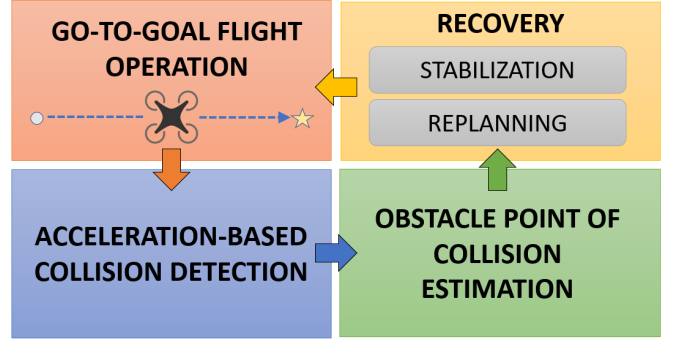 GO-TO-GOAL FLIGHT
OPERATION
RECOVERY
STABILIZATION
REPLANNING
ACCELERATION-BASED
COLLISION DETECTION
OBSTACLE POINT OF
COLLISION
ESTIMATION